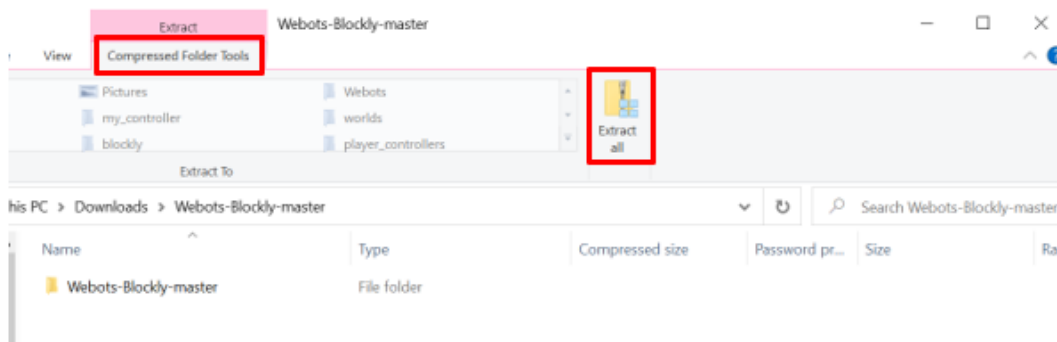 Extract
Webots-Blockly-master
View
Compressed Folder Tools
Pictures
Webots
my_controller
worlds
blockly
player_controllers
Extract
all
Extract To
his PC > Downloads > Webots-Blockly-master
Search Webots-Blockly-master
Name
Type
Compressed size
Password pr...
Size
Ra
Webots-Blockly-master
File folder